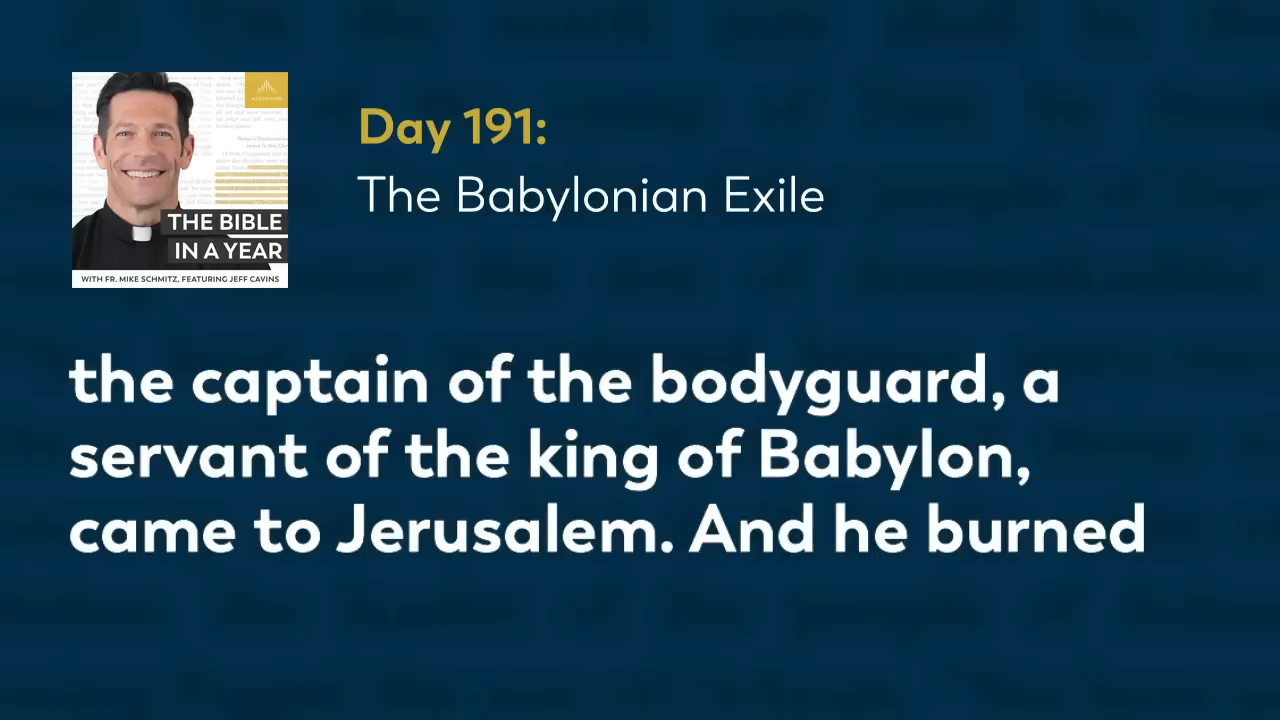 Day 191:
The Babylonian Exile
THE BIBLE
IN A YEAR
WITH FR. MIKE SCHMITZ, FEATURING JEFF CAVINS
the captain of the bodyguard, a
servant of the king of Babylon,
came to Jerusalem. And he burned